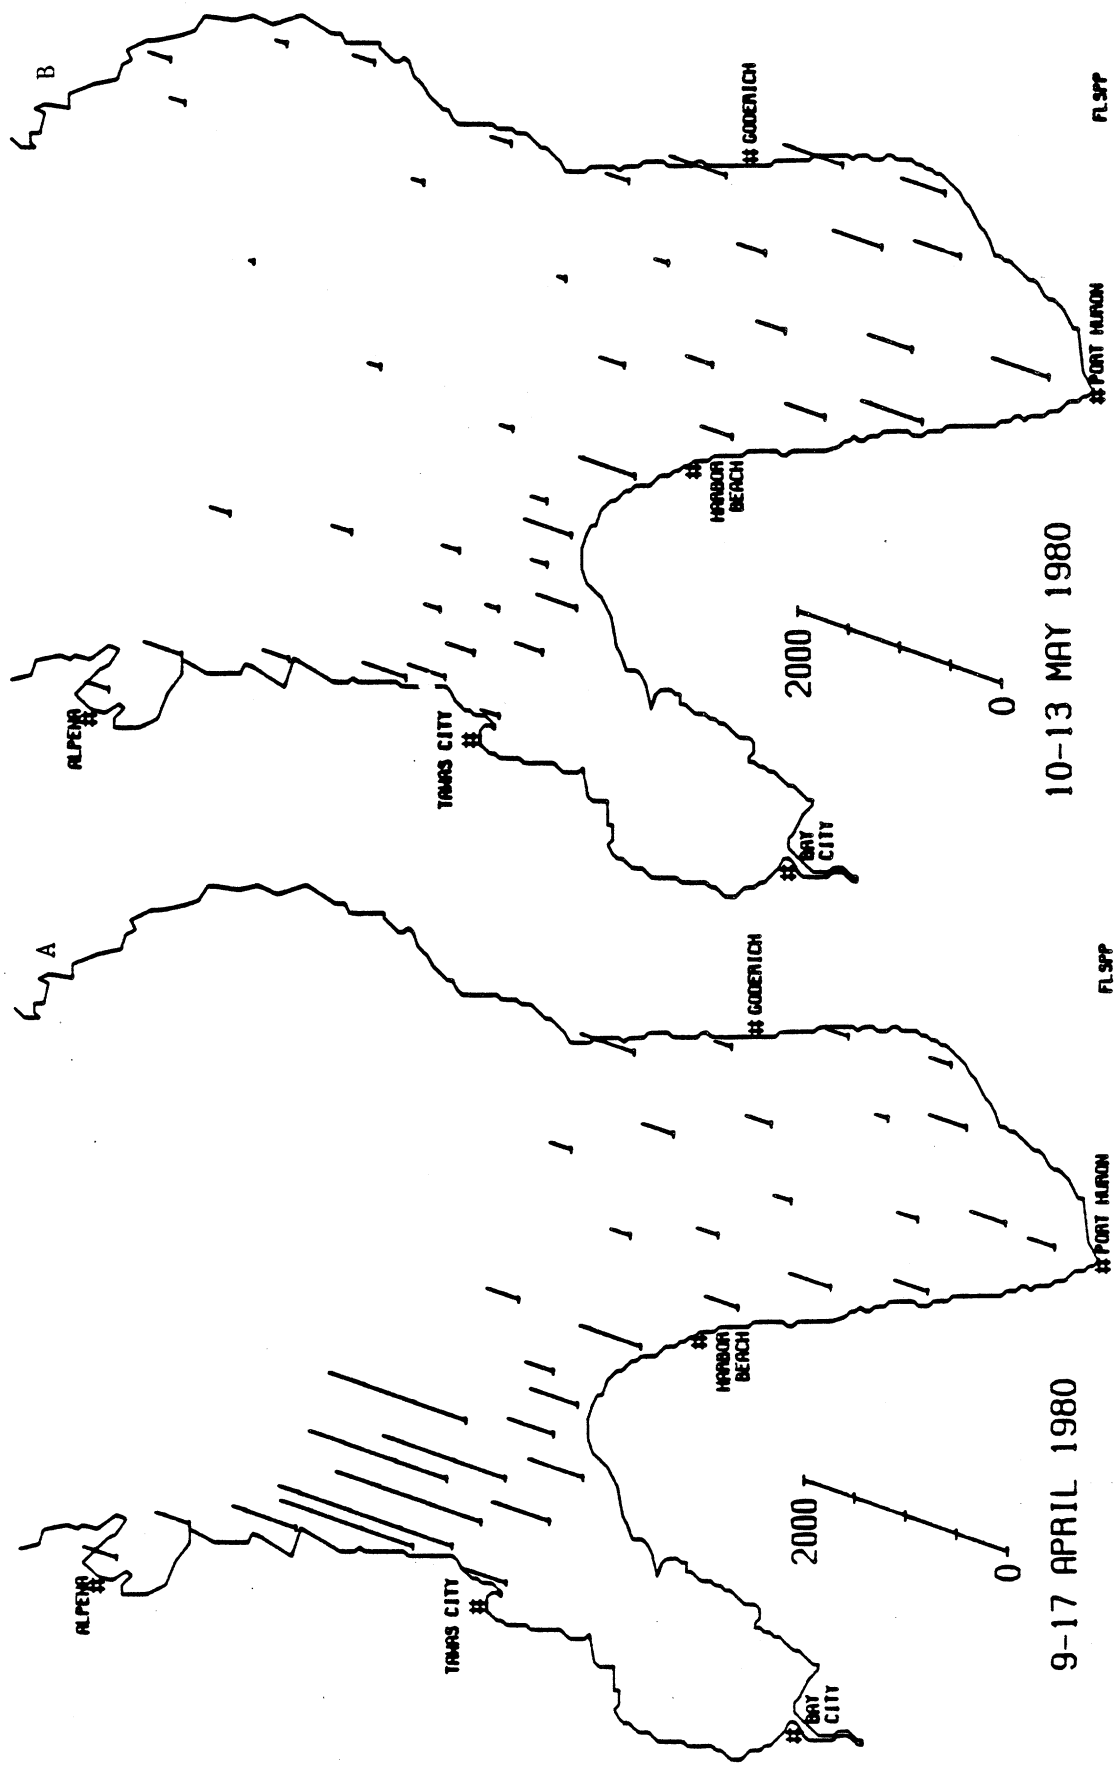 B
ALPENA
##
TAWAS CITY
##
##
BAY
CITY
##
HARBOR
BEACH
## GODERICH
## PORT HURON
2000
0
10-13 MAY 1980
FLSPP
A
ALPENA
##
TAWAS CITY
##
##
BAY
CITY
##
HARBOR
BEACH
## GODERICH
## PORT HURON
2000
0
9-17 APRIL 1980
FLSPP